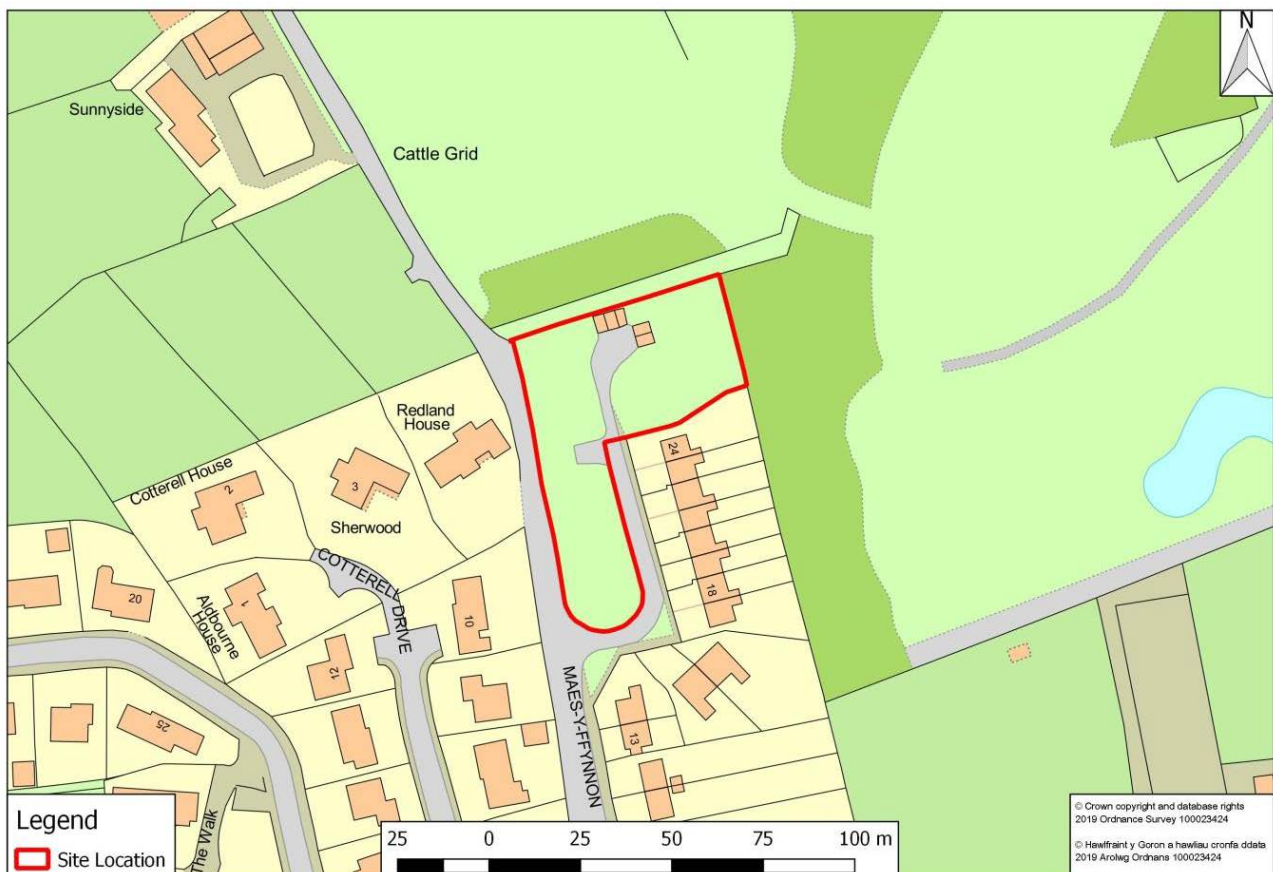 N
Sunnyside
Cattle Grid
Redland
House
24
Cotterell House
2
3
Sherwood
18
COTTERELL DRIVE
20
Aldbourne
House
1
10
12
MAES-Y-FFYNNON
13
25
The Walk
Legend
Site Location
25 0 25 50 75 100 m
© Crown copyright and database rights
2019 Ordnance Survey 100023424
© Hawlfraint y Goron a hawliau cronfa ddata
2019 Arolwg Ordnans 100023424